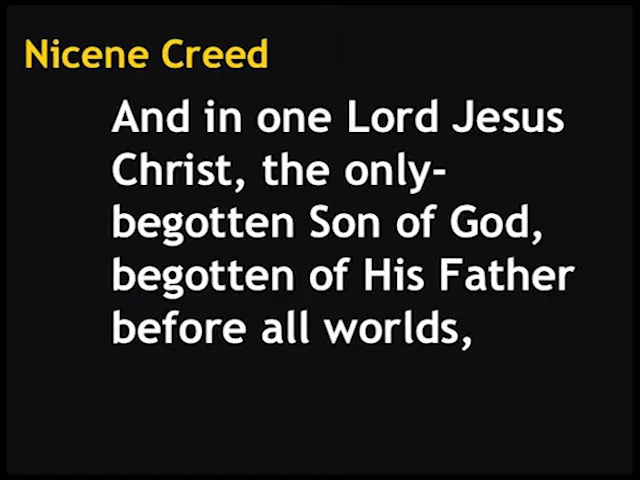 Nicene Creed
And in one Lord Jesus
Christ, the only-
begotten Son of God,
begotten of His Father
before all worlds,